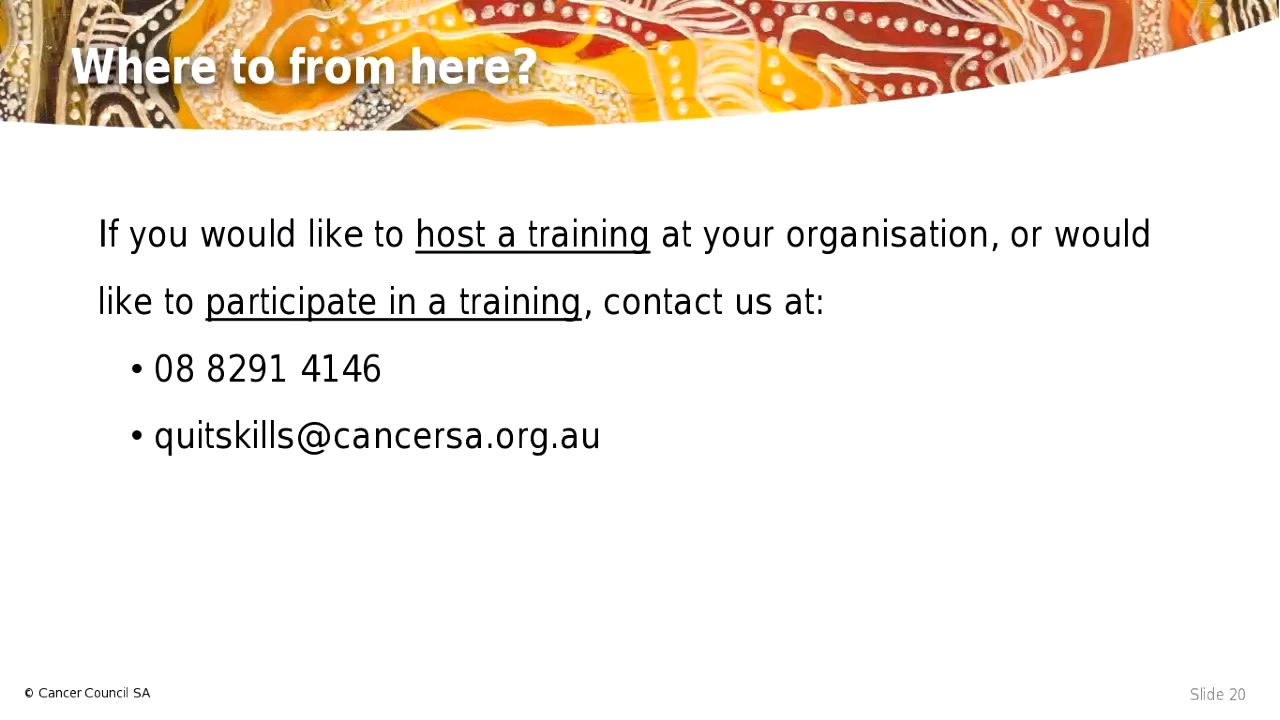 Where to from here?
If you would like to host a training at your organisation, or would
like to participate in a training, contact us at:
• 08 8291 4146
• quitskills@cancersa.org.au
© Cancer Council SA
Slide 20